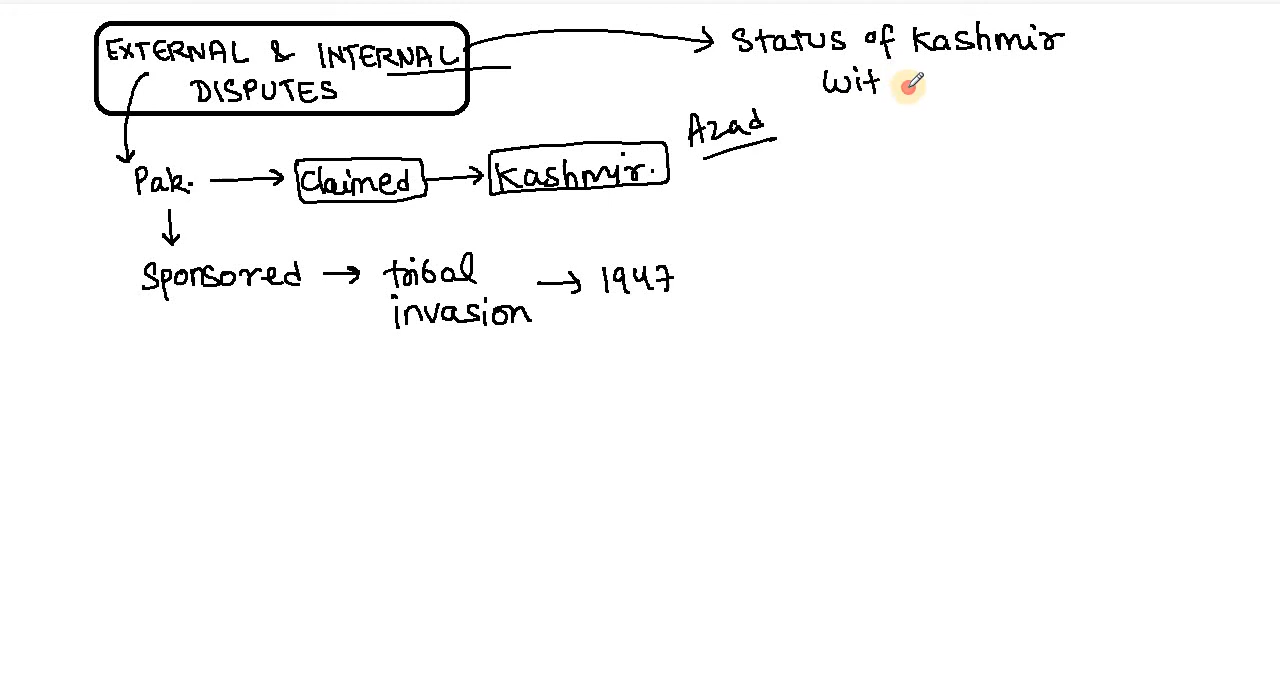 EXTERNAL & INTERNAL
DISPUTES
Status of Kashmir
wit
Azad
Pak. → Claimed → Kashmir.
↓
Sponsored → tribal
invasion → 1947